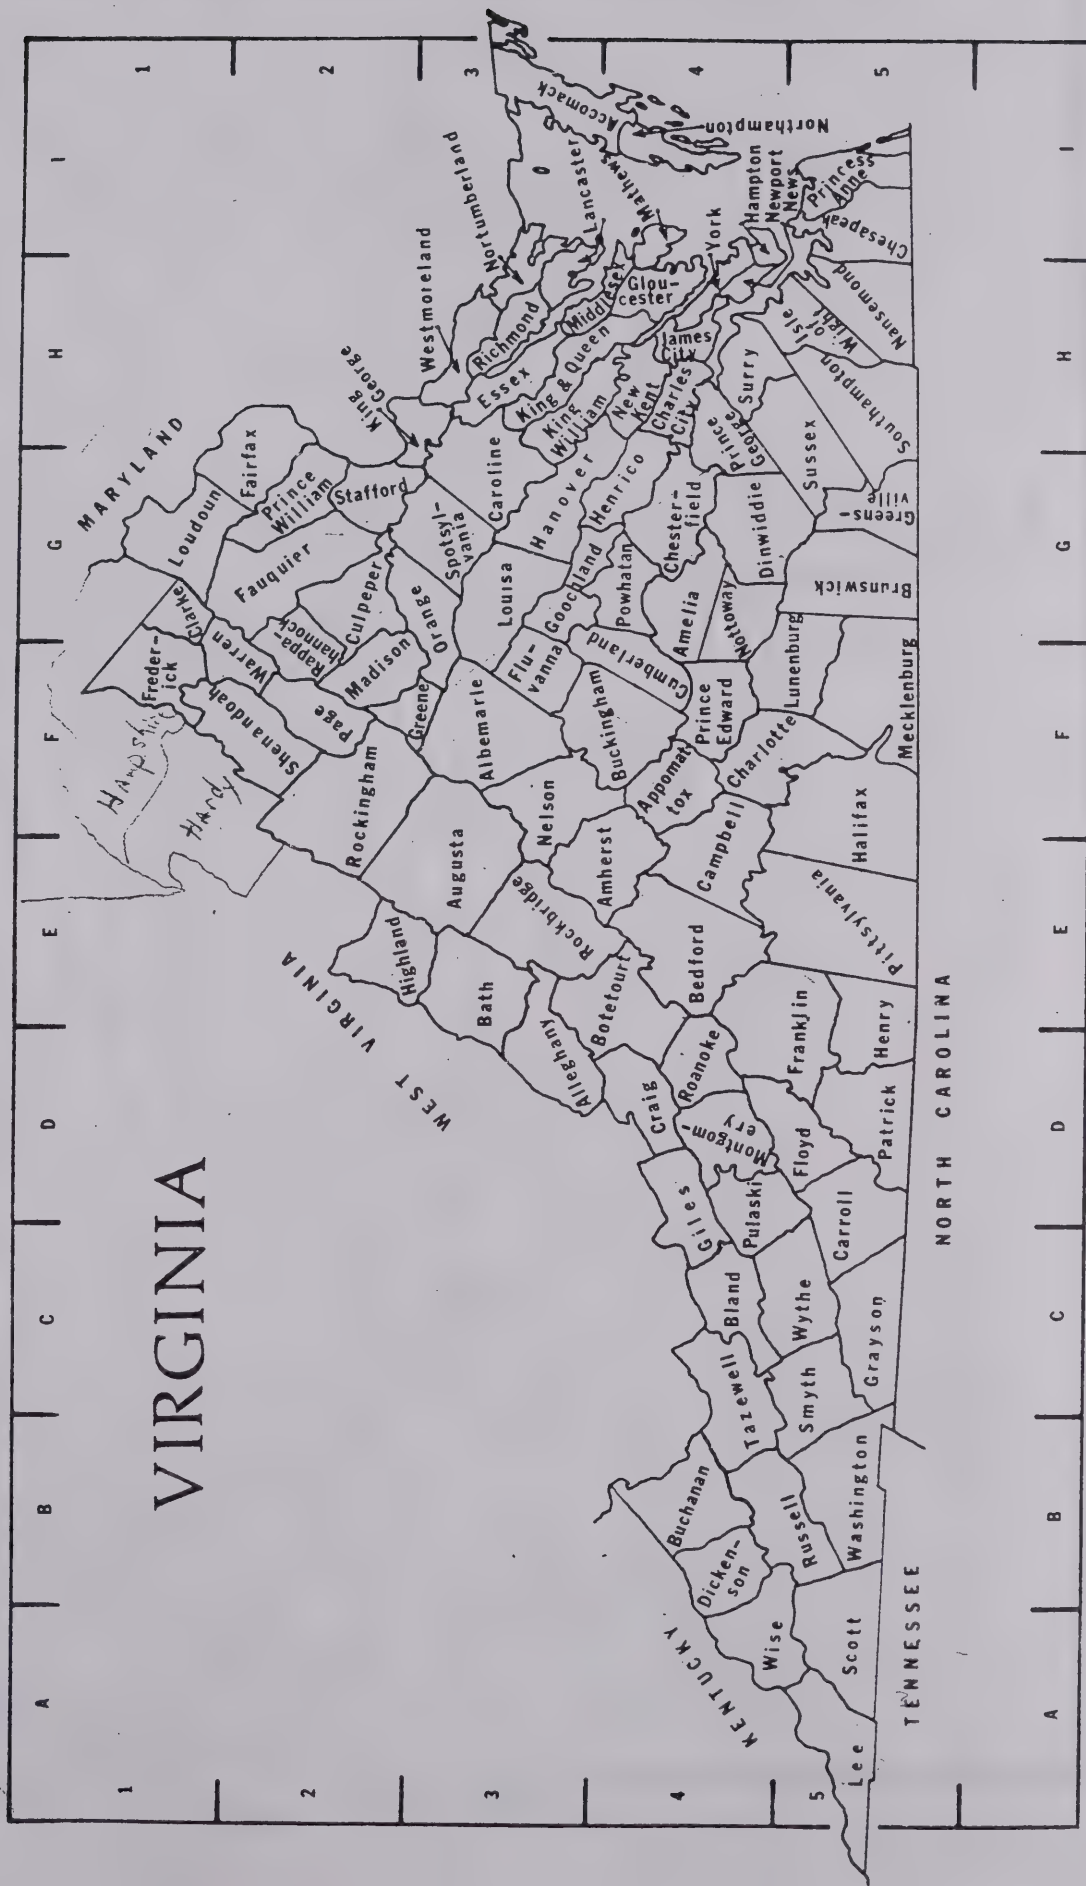 VIRGINIA
A
B
C
D
E
F
G
H
I
1
2
3
4
5
1
2
3
4
5
A
B
C
D
E
F
G
H
I
MARYLAND
WEST VIRGINIA
KENTUCKY
TENNESSEE
NORTH CAROLINA
Hampshire
Hardy
Freder-
ick
Clarke
Loudoun
Fairfax
Prince
William
Fauquier
Warren
Shenandoah
Page
Rappa-
hannock
Culpeper
Madison
Stafford
King
George
Westmoreland
Nortumberland
Lancaster
Richmond
Essex
Middlesex
Mathews
Accomack
Northampton
Rockingham
Greene
Orange
Spotsyl-
vania
Caroline
King & Queen
King
William
Glou-
cester
York
Hampton
Newport
News
Highland
Augusta
Albemarle
Louisa
Hanover
New
Kent
James
City
Charles
City
Bath
Rockbridge
Nelson
Flu-
vanna
Goochland
Henrico
Alleghany
Botetourt
Amherst
Buckingham
Cumberland
Powhatan
Chester-
field
Prince
George
Surry
Isle
of
Wight
Nansemond
Chesapeak
Princess
Anne
Craig
Roanoke
Bedford
Campbell
Appomat-
tox
Prince
Edward
Amelia
Nottoway
Dinwiddie
Sussex
Southampton
Giles
Montgom-
ery
Pulaski
Floyd
Franklin
Pittsylvania
Halifax
Charlotte
Lunenburg
Mecklenburg
Brunswick
Greens-
ville
Buchanan
Dicken-
son
Tazewell
Bland
Wythe
Wise
Russell
Smyth
Carroll
Patrick
Henry
Lee
Scott
Washington
Grayson